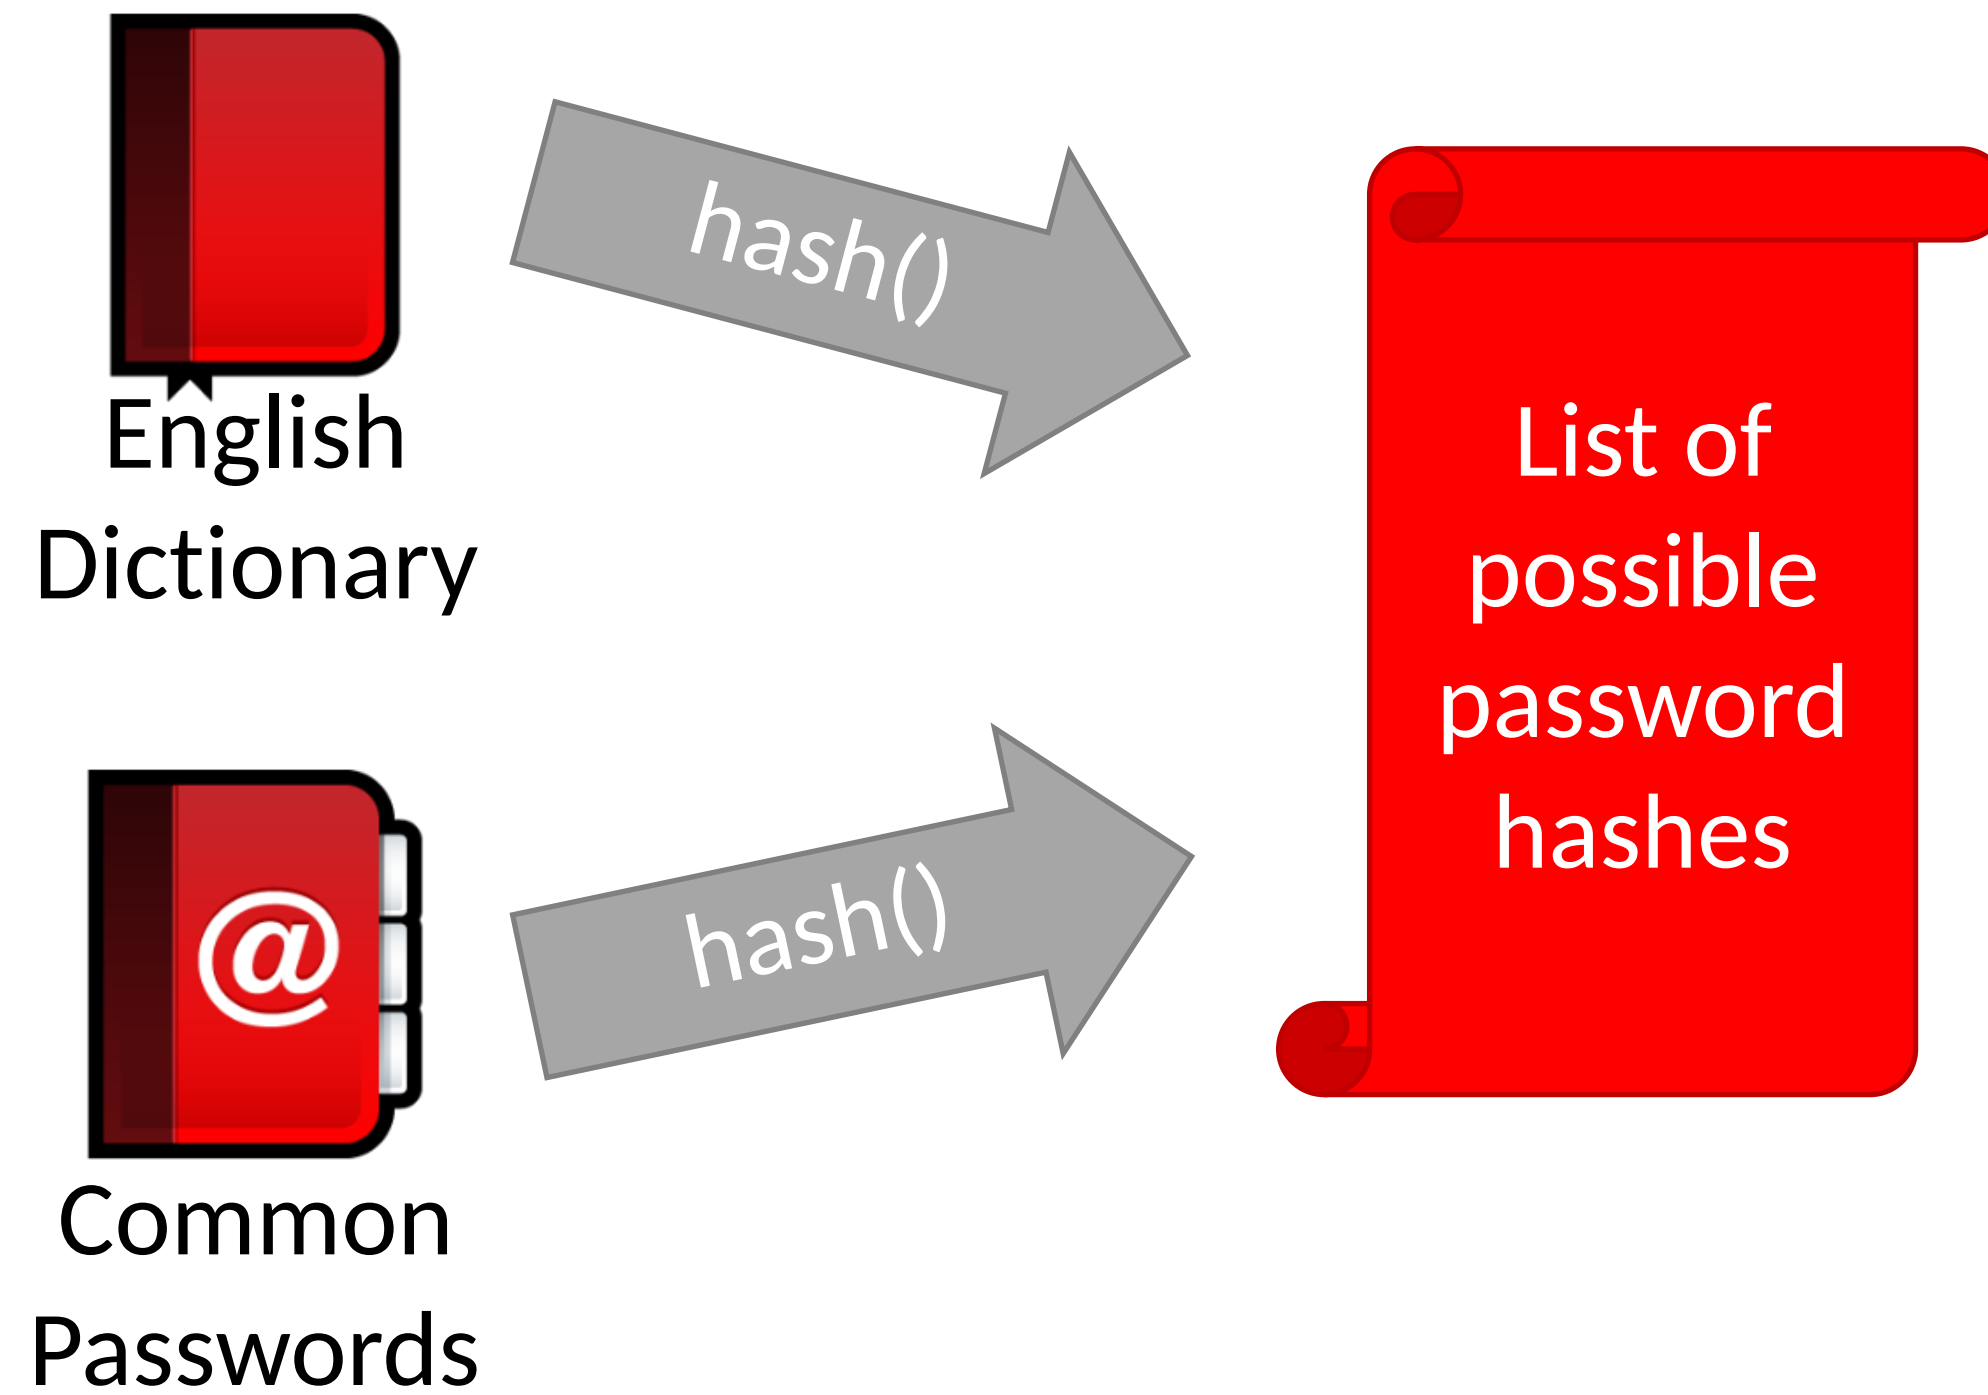 English
Dictionary
hash()
List of
possible
password
hashes
@
hash()
Common
Passwords